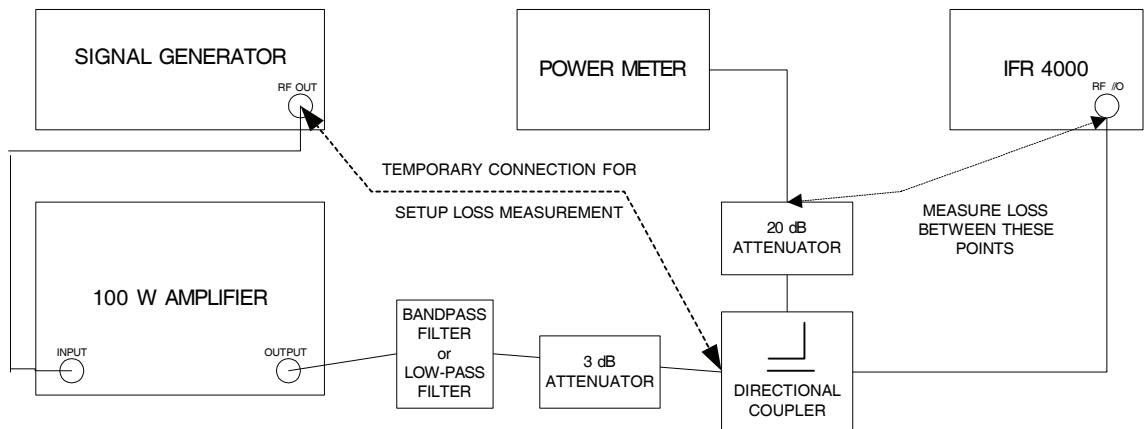 SIGNAL GENERATOR
RF OUT
POWER METER
IFR 4000
RF I/O
TEMPORARY CONNECTION FOR
SETUP LOSS MEASUREMENT
MEASURE LOSS
BETWEEN THESE
POINTS
20 dB
ATTENUATOR
100 W AMPLIFIER
INPUT
OUTPUT
BANDPASS
FILTER
or
LOW-PASS
FILTER
3 dB
ATTENUATOR
DIRECTIONAL
COUPLER